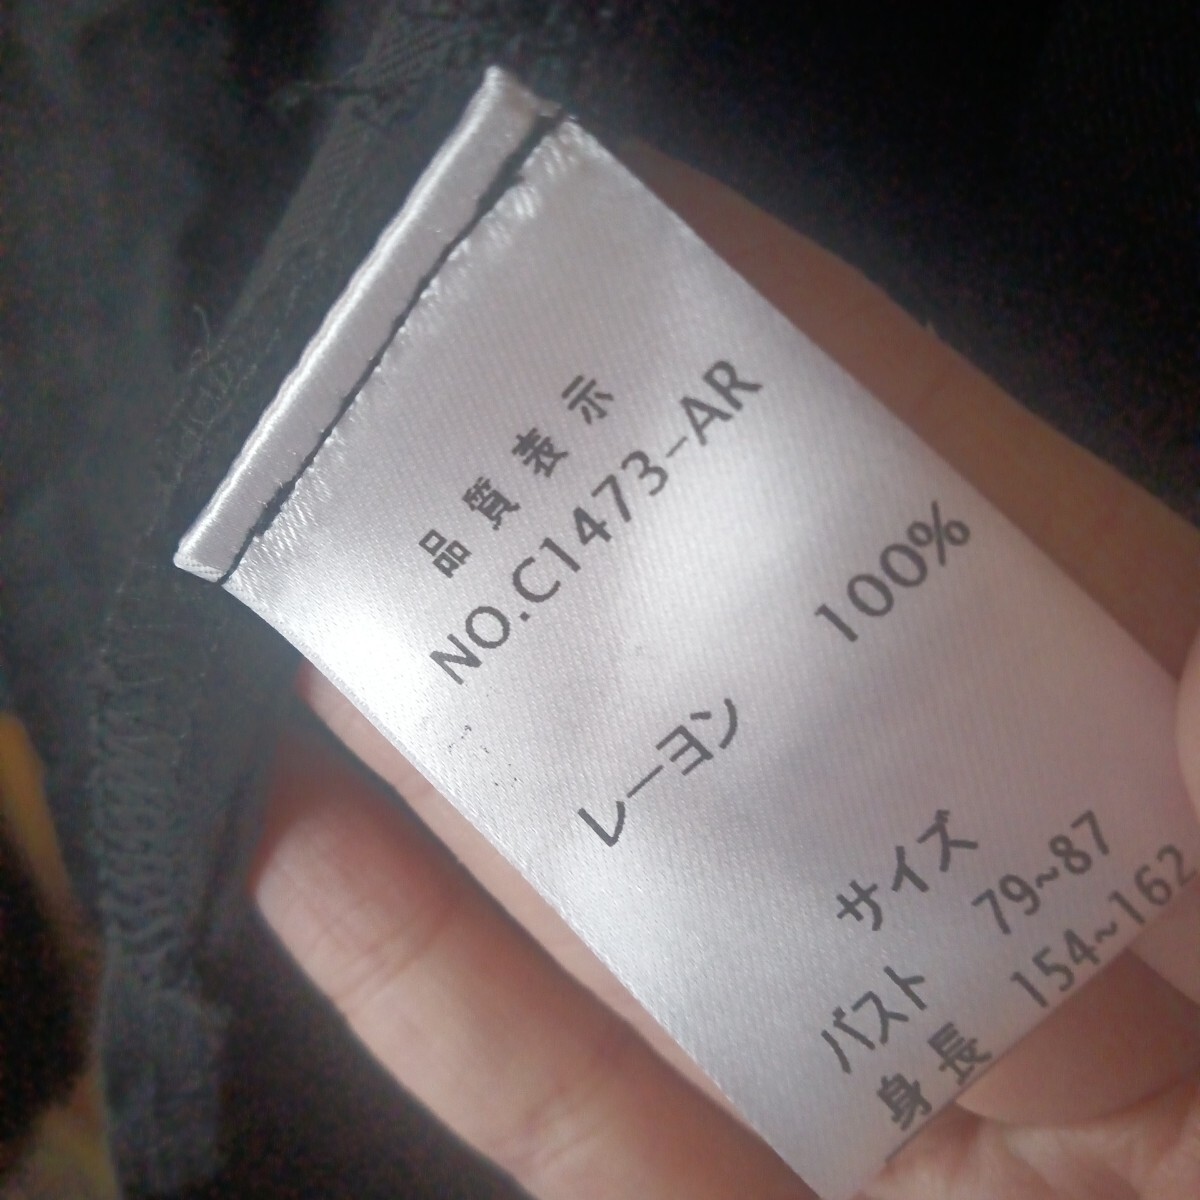 品質表示
NO.C1473-AR
レーヨン 100%
サイズ
バスト 79~87
身長 154~162